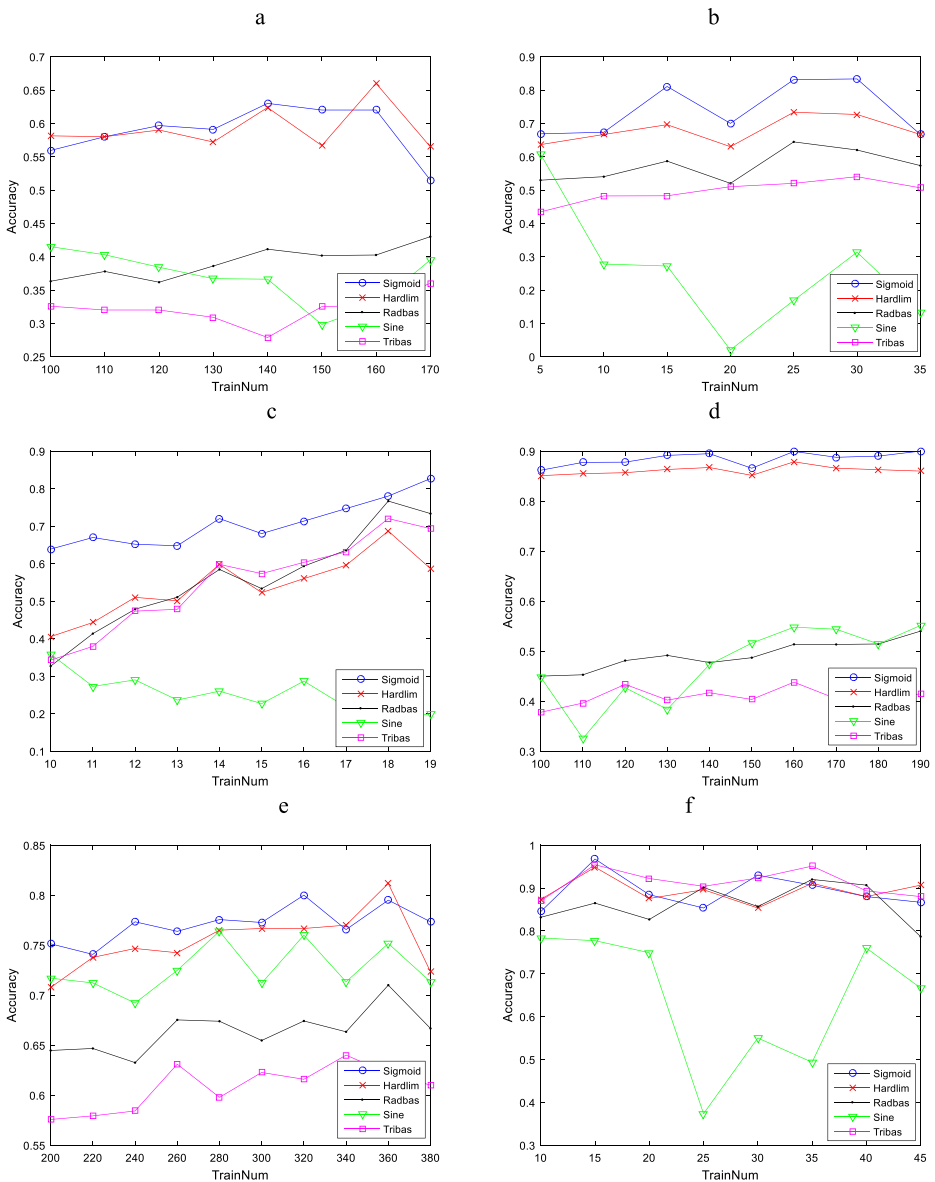 a
b
0.7
0.65
0.6
0.55
0.5
0.45
0.4
0.35
0.3
0.25
Accuracy
100 110 120 130 140 150 160 170
TrainNum
Sigmoid
Hardlim
Radbas
Sine
Tribas
0.9
0.8
0.7
0.6
0.5
0.4
0.3
0.2
0.1
0
Accuracy
5 10 15 20 25 30 35
TrainNum
Sigmoid
Hardlim
Radbas
Sine
Tribas
c
d
0.9
0.8
0.7
0.6
0.5
0.4
0.3
0.2
0.1
Accuracy
10 11 12 13 14 15 16 17 18 19
TrainNum
Sigmoid
Hardlim
Radbas
Sine
Tribas
0.9
0.8
0.7
0.6
0.5
0.4
0.3
Accuracy
100 110 120 130 140 150 160 170 180 190
TrainNum
Sigmoid
Hardlim
Radbas
Sine
Tribas
e
f
0.85
0.8
0.75
0.7
0.65
0.6
0.55
Accuracy
200 220 240 260 280 300 320 340 360 380
TrainNum
Sigmoid
Hardlim
Radbas
Sine
Tribas
1
0.9
0.8
0.7
0.6
0.5
0.4
0.3
Accuracy
10 15 20 25 30 35 40 45
TrainNum
Sigmoid
Hardlim
Radbas
Sine
Tribas